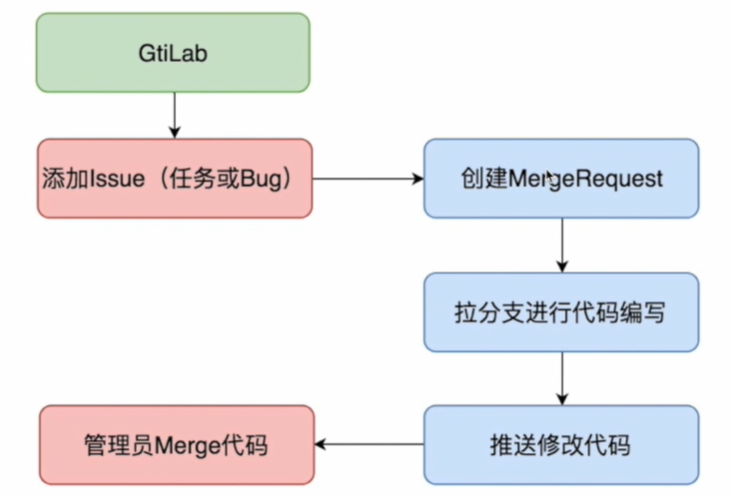 GtiLab
添加Issue（任务或Bug）
创建MergeRequest
拉分支进行代码编写
推送修改代码
管理员Merge代码